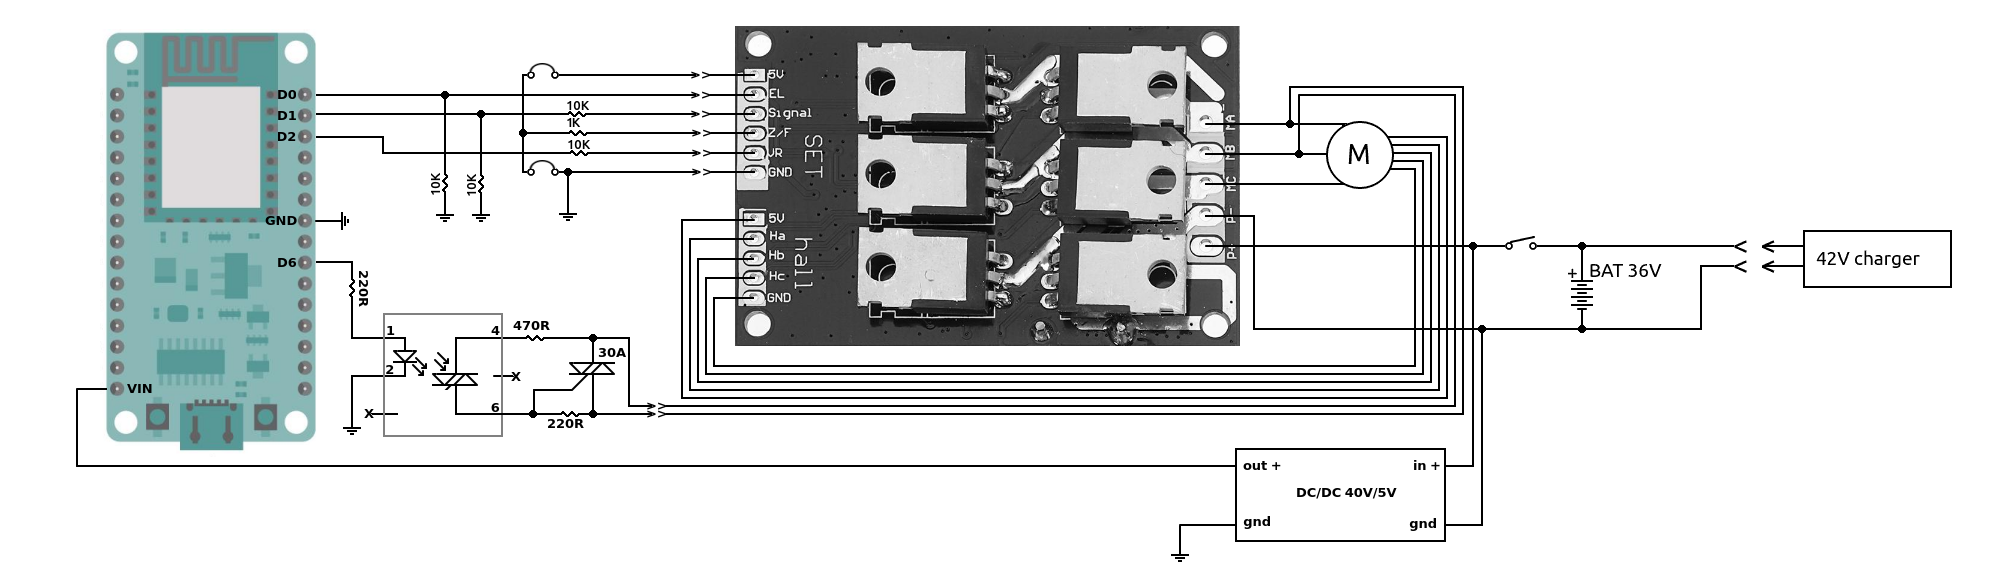 D0
D1
D2
GND
D6
VIN
220R
10K
10K
10K
1K
10K
5V
EL
Signal
Z/F
VR
GND
SET
5V
Ha
Hb
Hc
GND
hall
MA
MB
MC
P-
P+
M
+
BAT 36V
42V charger
1
2
4
6
X
X
470R
30A
220R
out +
in +
DC/DC 40V/5V
gnd
gnd